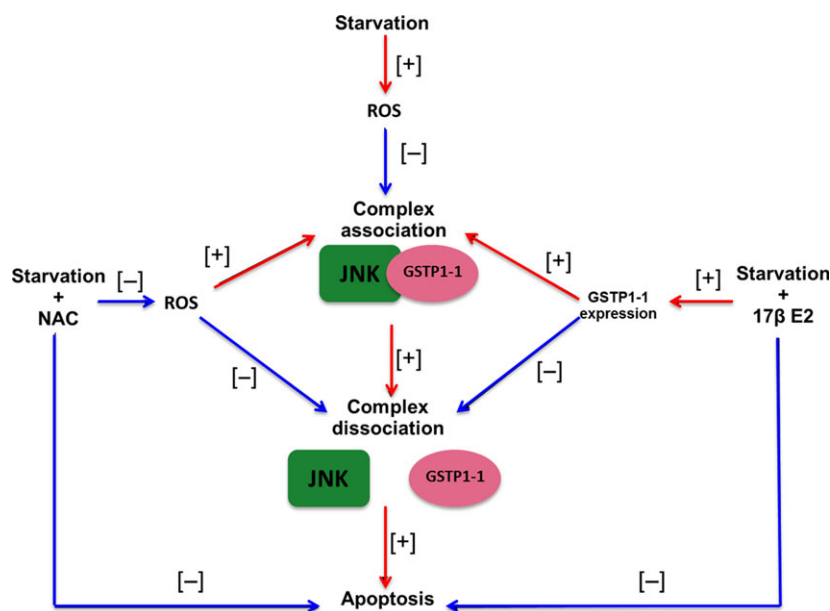 Starvation
[+]
ROS
[–]
Complex
association
[+]
JNK
GSTP1-1
[+]
Starvation
+
NAC
[–]
ROS
GSTP1-1
expression
[+]
Starvation
+
17β E2
[+]
[–]
[–]
Complex
dissociation
JNK
GSTP1-1
[+]
[–]
[–]
Apoptosis